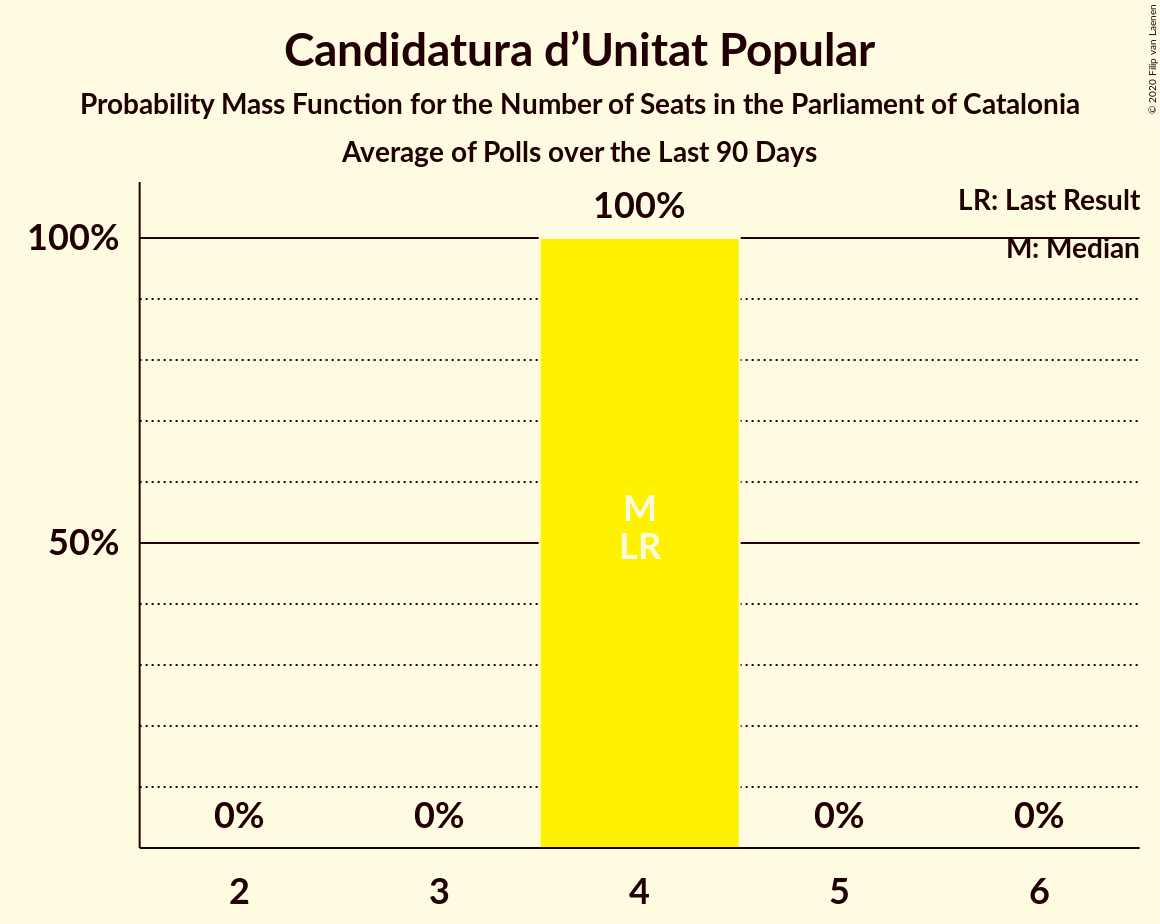 Candidatura d’Unitat Popular
Probability Mass Function for the Number of Seats in the Parliament of Catalonia
Average of Polls over the Last 90 Days
© 2020 Filip van Laenen
LR: Last Result
M: Median
100%
100%
50%
M
LR
0%
0%
0%
0%
2
3
4
5
6